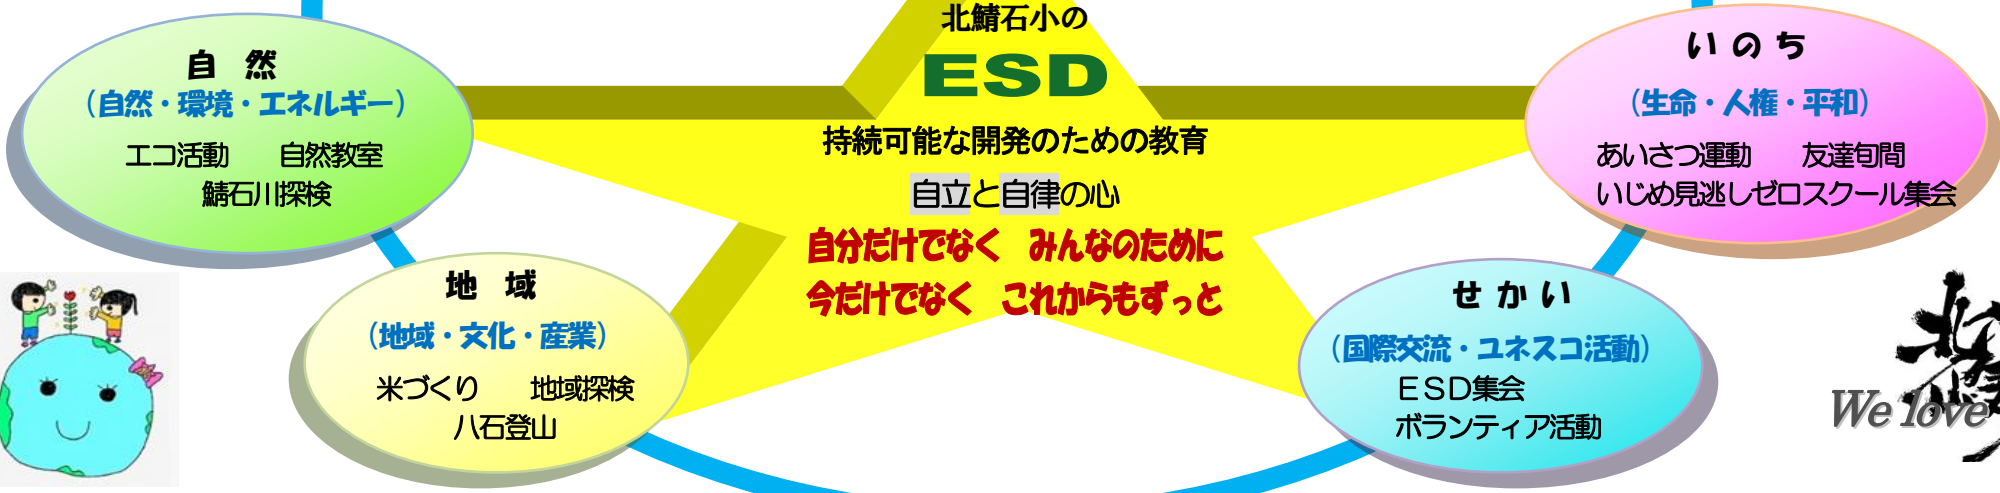 自 然
（自然・環境・エネルギー）
エコ活動　　自然教室
鯖石川探検
地 域
（地域・文化・産業）
米づくり　　地域探検
八石登山
北鯖石小の
ESD
持続可能な開発のための教育
自立と自律の心
自分だけでなく　みんなのために
今だけでなく　これからもずっと
いのち
（生命・人権・平和）
あいさつ運動　　友達旬間
いじめ見逃しゼロスクール集会
せかい
（国際交流・ユネスコ活動）
ＥＳＤ集会
ボランティア活動
北
We love